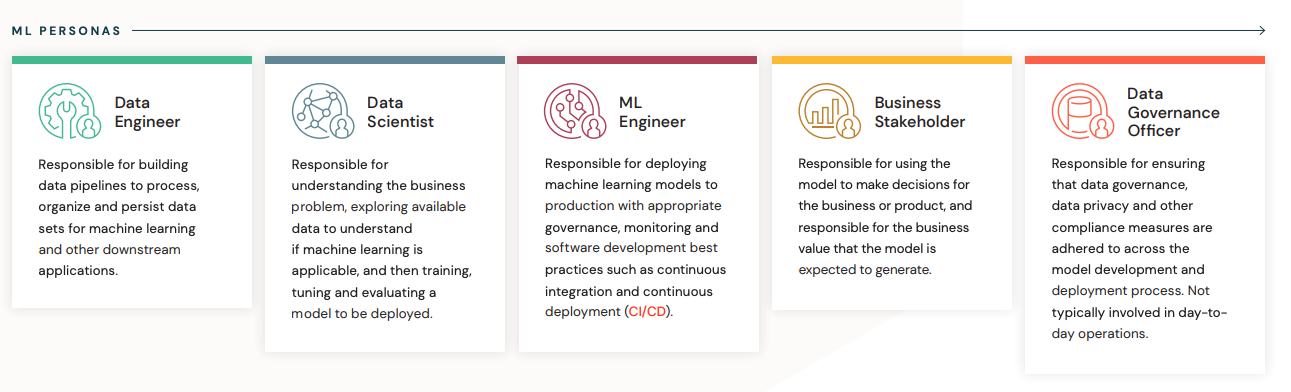 ML PERSONAS
Data
Engineer
Responsible for building
data pipelines to process,
organize and persist data
sets for machine learning
and other downstream
applications.
Data
Scientist
Responsible for
understanding the business
problem, exploring available
data to understand
if machine learning is
applicable, and then training,
tuning and evaluating a
model to be deployed.
ML
Engineer
Responsible for deploying
machine learning models to
production with appropriate
governance, monitoring and
software development best
practices such as continuous
integration and continuous
deployment (CI/CD).
Business
Stakeholder
Responsible for using the
model to make decisions for
the business or product, and
responsible for the business
value that the model is
expected to generate.
Data
Governance
Officer
Responsible for ensuring
that data governance,
data privacy and other
compliance measures are
adhered to across the
model development and
deployment process. Not
typically involved in day-to-
day operations.